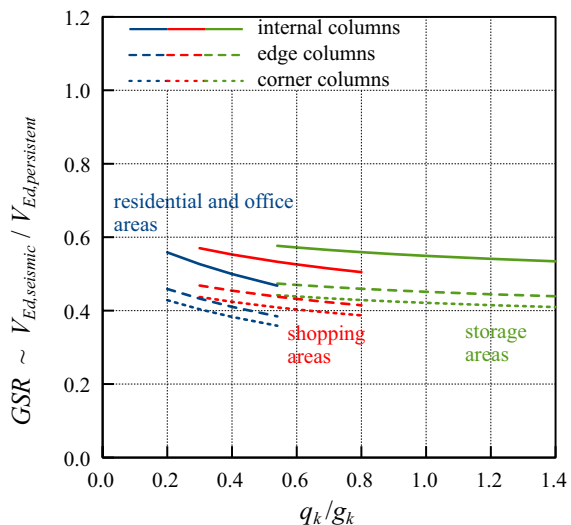 1.2
1.0
0.8
0.6
0.4
0.2
0.0
GSR ~ V_Ed,seismic / V_Ed,persistent
internal columns
edge columns
corner columns
residential and office
areas
shopping
areas
storage
areas
0.0 0.2 0.4 0.6 0.8 1.0 1.2 1.4
q_k/g_k